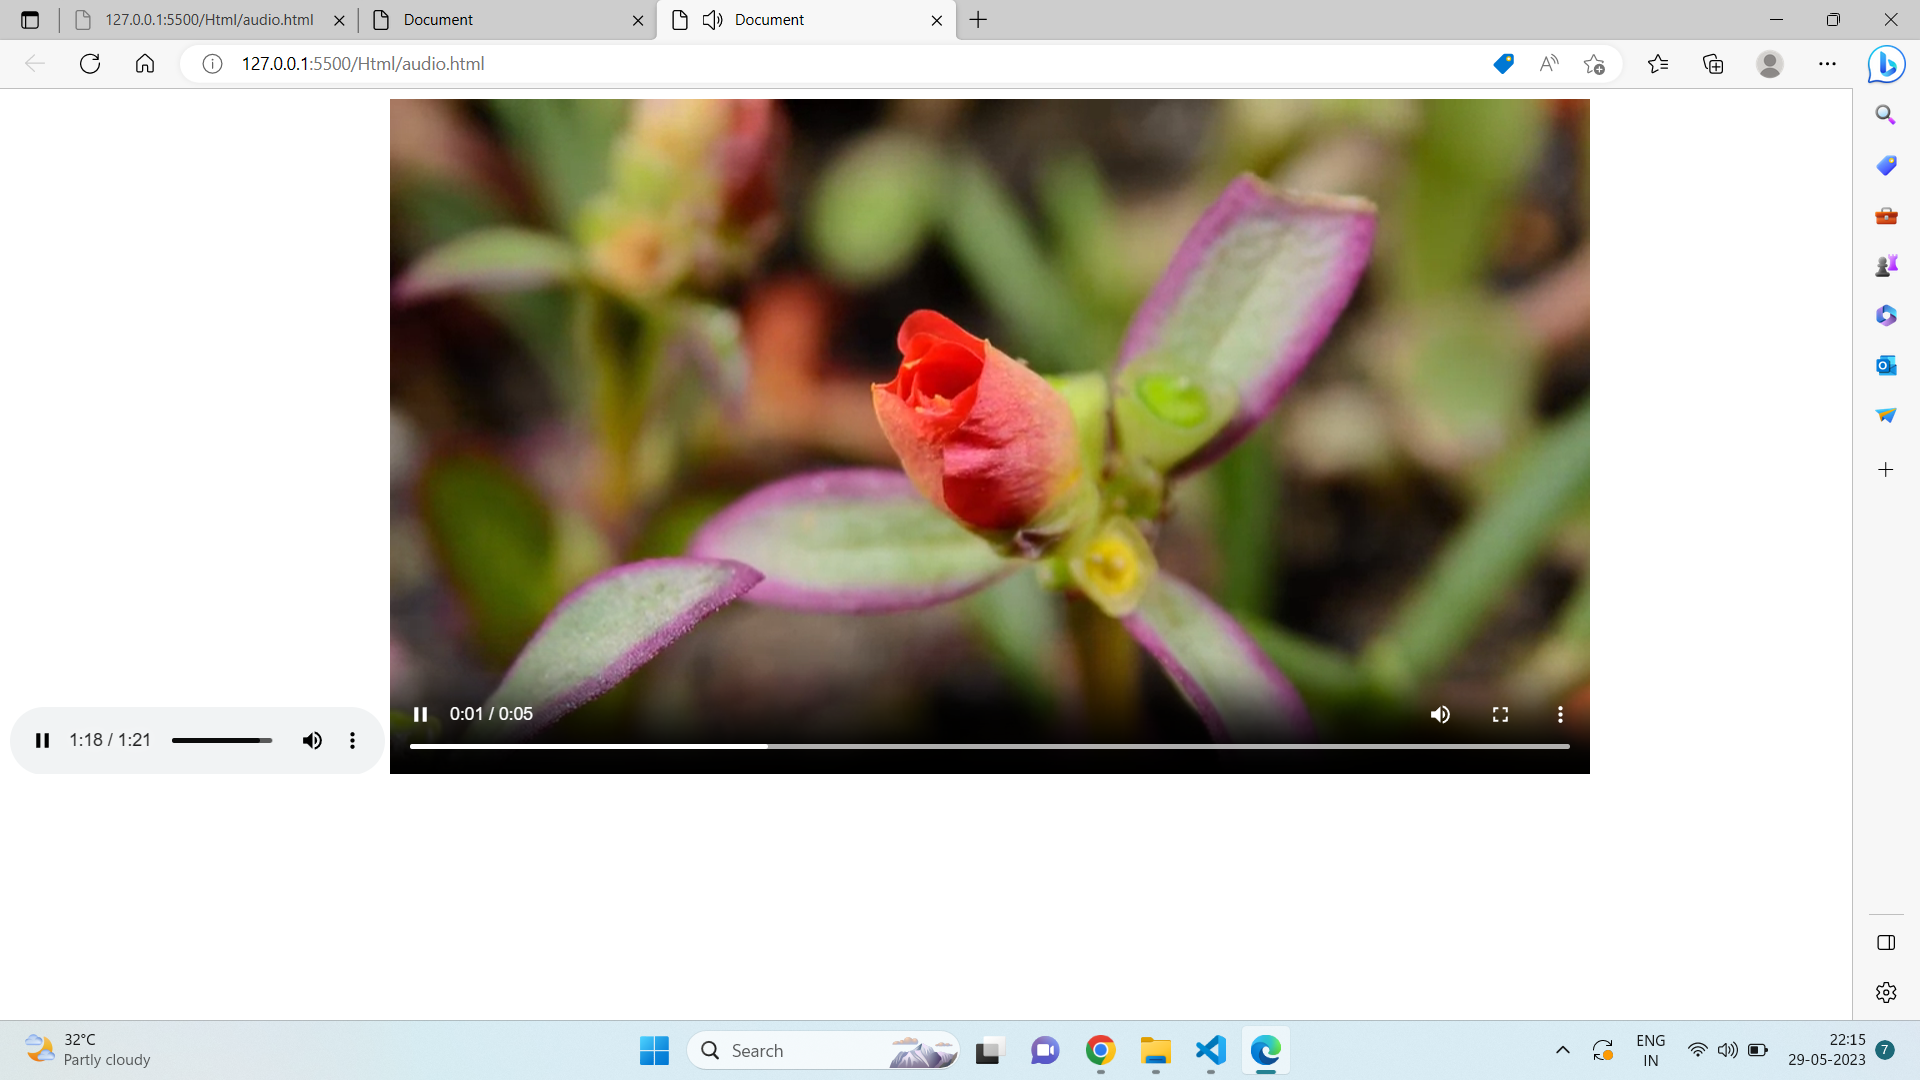 127.0.0.1:5500/Html/audio.html
Document
Document
127.0.0.1:5500/Html/audio.html
0:01 / 0:05
1:18 / 1:21
32°C
Partly cloudy
Search
ENG
IN
22:15
29-05-2023
7